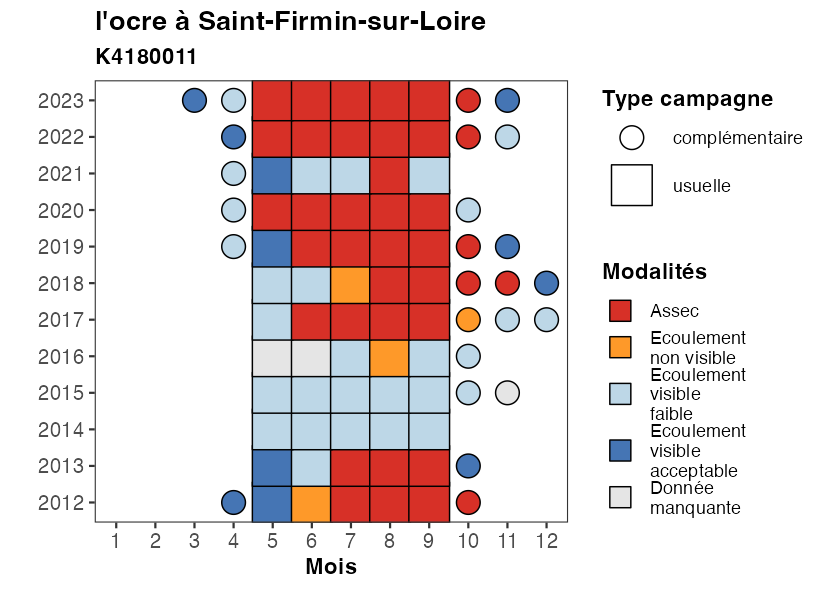 l'ocre à Saint-Firmin-sur-Loire
K4180011
2023
2022
2021
2020
2019
2018
2017
2016
2015
2014
2013
2012
1 2 3 4 5 6 7 8 9 10 11 12
Mois
Type campagne
complémentaire
usuelle
Modalités
Assec
Ecoulement
non visible
Ecoulement
visible
faible
Ecoulement
visible
acceptable
Donnée
manquante